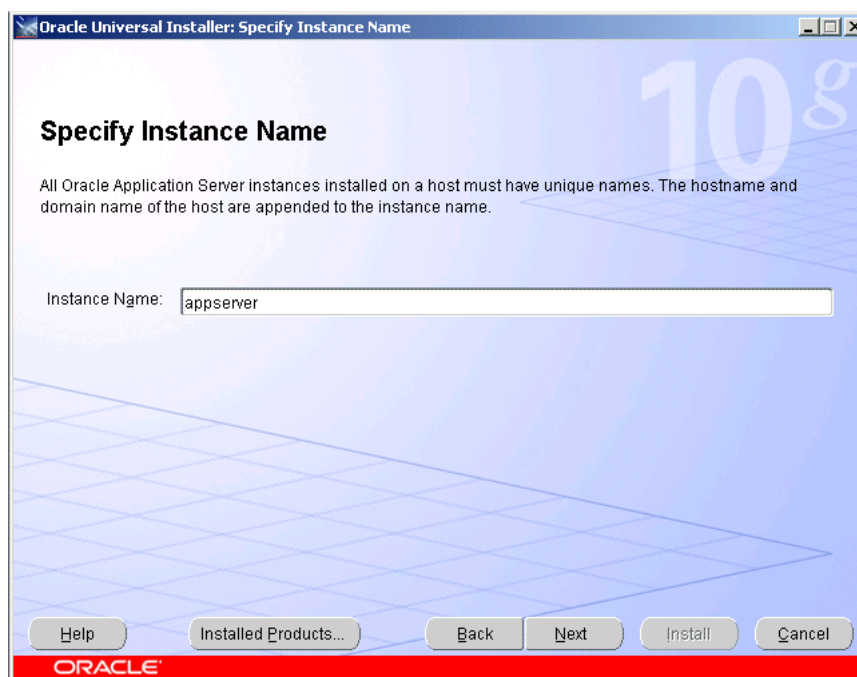 Oracle Universal Installer: Specify Instance Name
10g
Specify Instance Name
All Oracle Application Server instances installed on a host must have unique names. The hostname and
domain name of the host are appended to the instance name.
Instance Name: appserver
Help Installed Products... Back Next Install Cancel
ORACLE